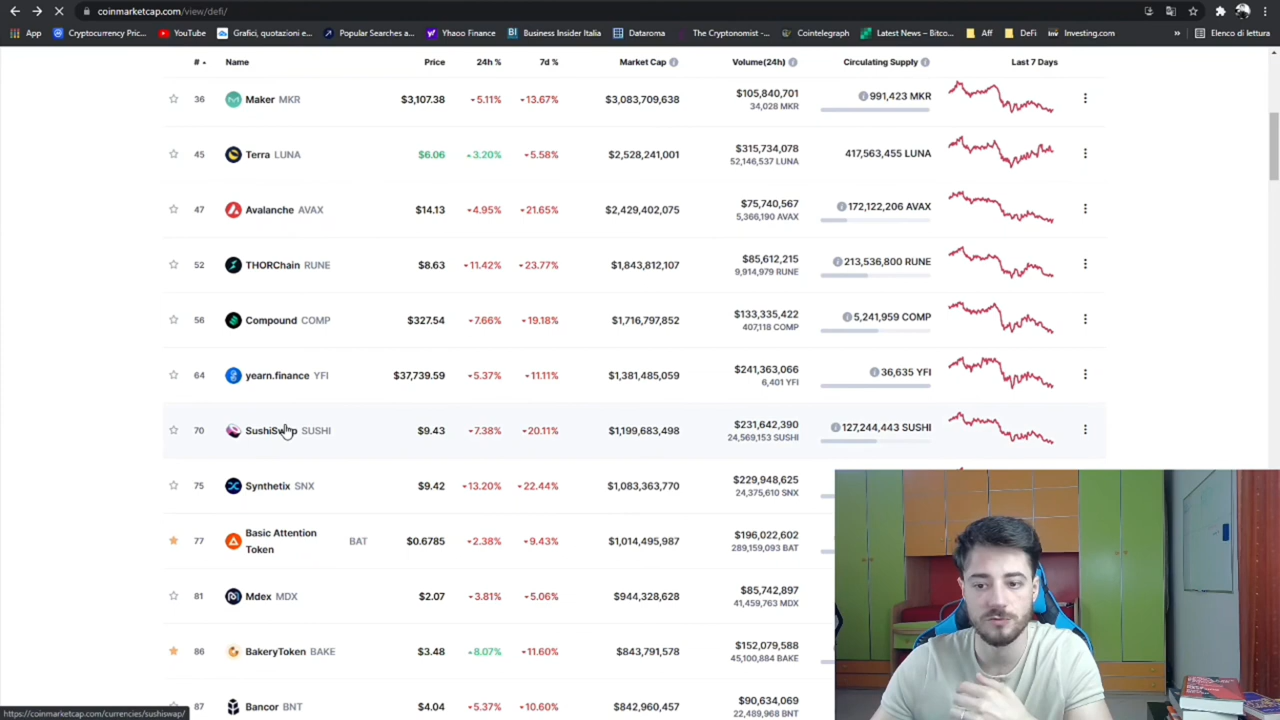 coinmarketcap.com/view/defi/
App Cryptocurrency Pric... YouTube Grafici, quotazioni e... Popular Searches a... Yhaoo Finance Business Insider Italia Dataroma The Cryptonomist -... Cointelegraph Latest News – Bitco... Aff DeFi Investing.com » Elenco di lettura
# Name Price 24h % 7d % Market Cap Volume(24h) Circulating Supply Last 7 Days
36 Maker MKR $3,107.38 5.11% 13.67% $3,083,709,638 $105,840,701 991,423 MKR
34,028 MKR
45 Terra LUNA $6.06 3.20% 5.58% $2,528,241,001 $315,734,078 417,563,455 LUNA
52,146,537 LUNA
47 Avalanche AVAX $14.13 4.95% 21.65% $2,429,402,075 $75,740,567 172,122,206 AVAX
5,366,190 AVAX
52 THORChain RUNE $8.63 11.42% 23.77% $1,843,812,107 $85,612,215 213,536,800 RUNE
9,914,979 RUNE
56 Compound COMP $327.54 7.66% 19.18% $1,716,797,852 $133,335,422 5,241,959 COMP
407,118 COMP
64 yearn.finance YFI $37,739.59 5.37% 11.11% $1,381,485,059 $241,363,066 36,635 YFI
6,401 YFI
70 SushiSwap SUSHI $9.43 7.38% 20.11% $1,199,683,498 $231,642,390 127,244,443 SUSHI
24,569,153 SUSHI
75 Synthetix SNX $9.42 13.20% 22.44% $1,083,363,770 $229,948,625
24,375,610 SNX
77 Basic Attention Token BAT $0.6785 2.38% 9.43% $1,014,495,987 $196,022,602
289,159,093 BAT
81 Mdex MDX $2.07 3.81% 5.06% $944,328,628 $85,742,897
41,459,763 MDX
86 BakeryToken BAKE $3.48 8.07% 11.60% $843,791,578 $152,079,588
45,100,884 BAKE
87 Bancor BNT $4.04 5.37% 10.60% $842,960,457 $90,634,069
22,489,968 BNT
https://coinmarketcap.com/currencies/sushiswap/